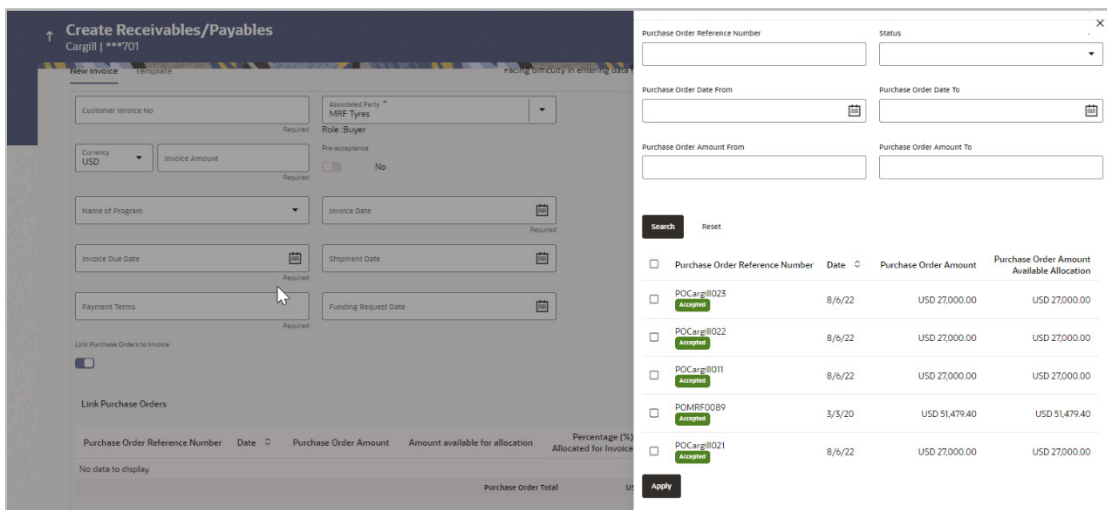 Create Receivables/Payables
Cargill | ***701
New Invoice Template
Facing difficulty in entering data
Customer Invoice No
Required
Associated Party *
MRF Tyres
Role :Buyer
Currency
USD
Invoice Amount
Required
Pre-acceptance
No
Name of Program
Invoice Date
Required
Invoice Due Date
Required
Shipment Date
Payment Terms
Required
Funding Request Date
Link Purchase Orders to Invoice
Link Purchase Orders
Purchase Order Reference Number Date Purchase Order Amount Amount available for allocation Percentage (%) Allocated for Invoice
No data to display.
Purchase Order Total
Purchase Order Reference Number
Status
Purchase Order Date From
Purchase Order Date To
Purchase Order Amount From
Purchase Order Amount To
Search Reset
Purchase Order Reference Number Date Purchase Order Amount Purchase Order Amount Available Allocation
POCargill023
Accepted
8/6/22 USD 27,000.00 USD 27,000.00
POCargill022
Accepted
8/6/22 USD 27,000.00 USD 27,000.00
POCargill011
Accepted
8/6/22 USD 27,000.00 USD 27,000.00
POMRF0089
Accepted
3/3/20 USD 51,479.40 USD 51,479.40
POCargill021
Accepted
8/6/22 USD 27,000.00 USD 27,000.00
Apply